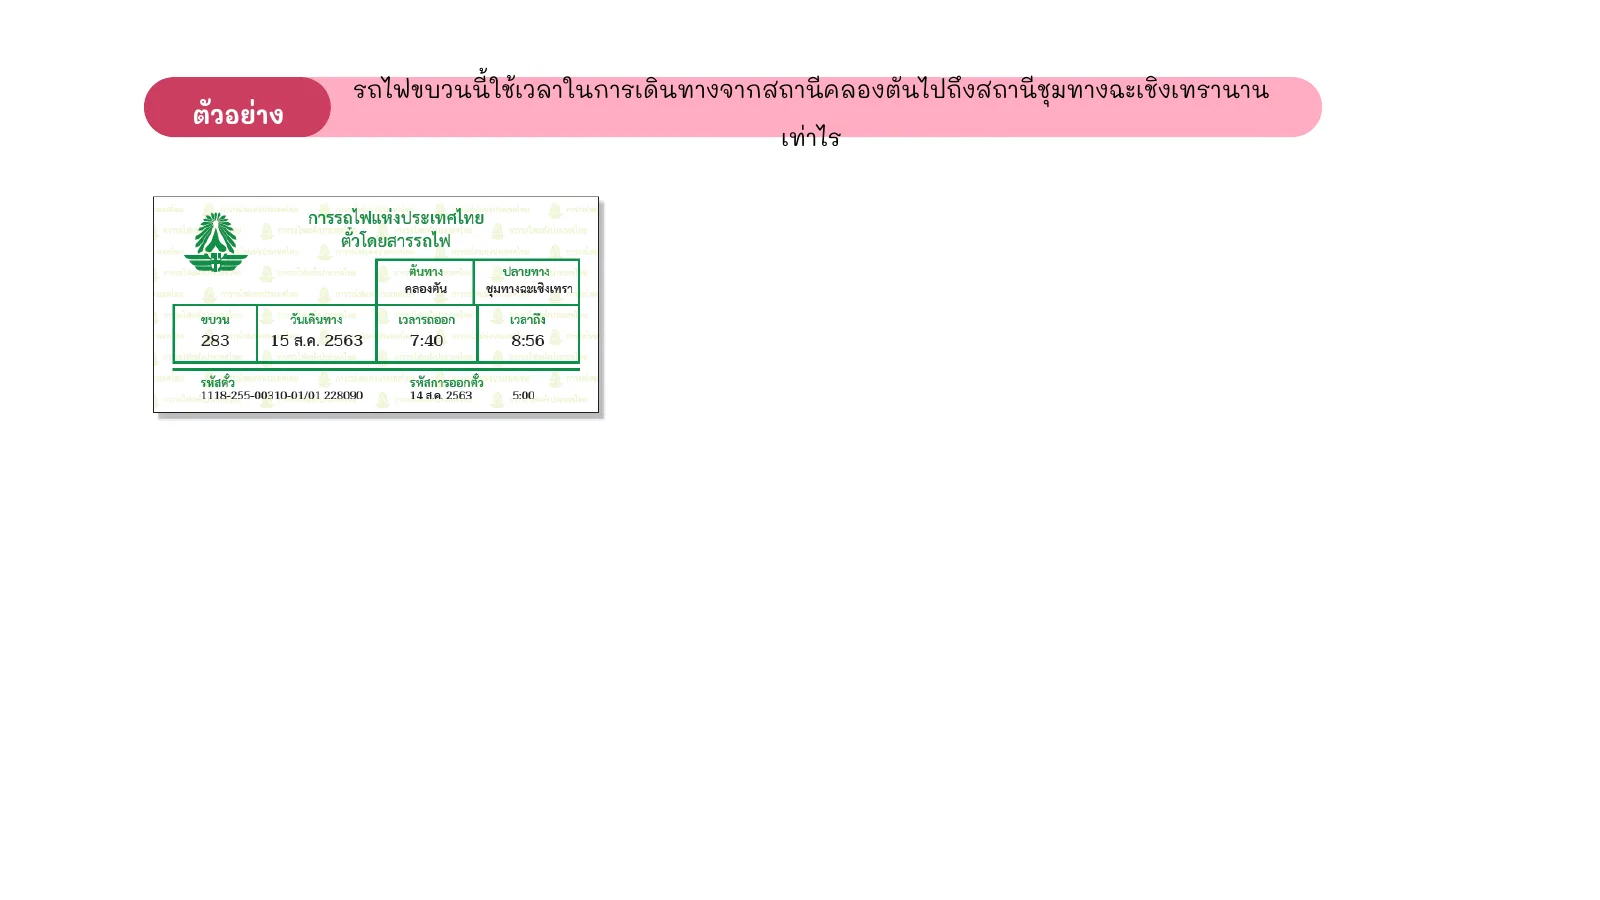 ตัวอย่าง
รถไฟขบวนนี้ใช้เวลาในการเดินทางจากสถานีคลองตันไปถึงสถานีชุมทางฉะเชิงเทรานาน
เท่าไร
การรถไฟแห่งประเทศไทย
ตั๋วโดยสารรถไฟ
ต้นทาง ปลายทาง
คลองตัน ชุมทางฉะเชิงเทรา
ขบวน วันเดินทาง เวลารถออก เวลาถึง
283 15 ส.ค. 2563 7:40 8:56
รหัสตั๋ว รหัสการออกตั๋ว
1118-255-00310-01/01 228090 14 ส.ค. 2563 5:00